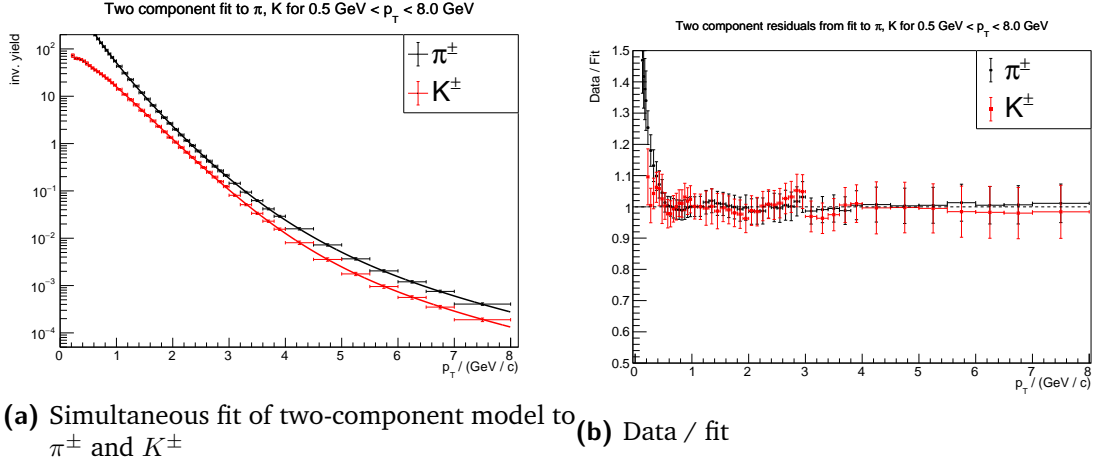 Two component fit to π, K for 0.5 GeV < p_T < 8.0 GeV
inv. yield
10²
10
1
10⁻¹
10⁻²
10⁻³
10⁻⁴
π±
K±
0 1 2 3 4 5 6 7 8
p_T / (GeV / c)
(a) Simultaneous fit of two-component model to
π± and K±
Two component residuals from fit to π, K for 0.5 GeV < p_T < 8.0 GeV
Data / Fit
1.5
1.4
1.3
1.2
1.1
1
0.9
0.8
0.7
0.6
0.5
π±
K±
0 1 2 3 4 5 6 7 8
p_T / (GeV / c)
(b) Data / fit